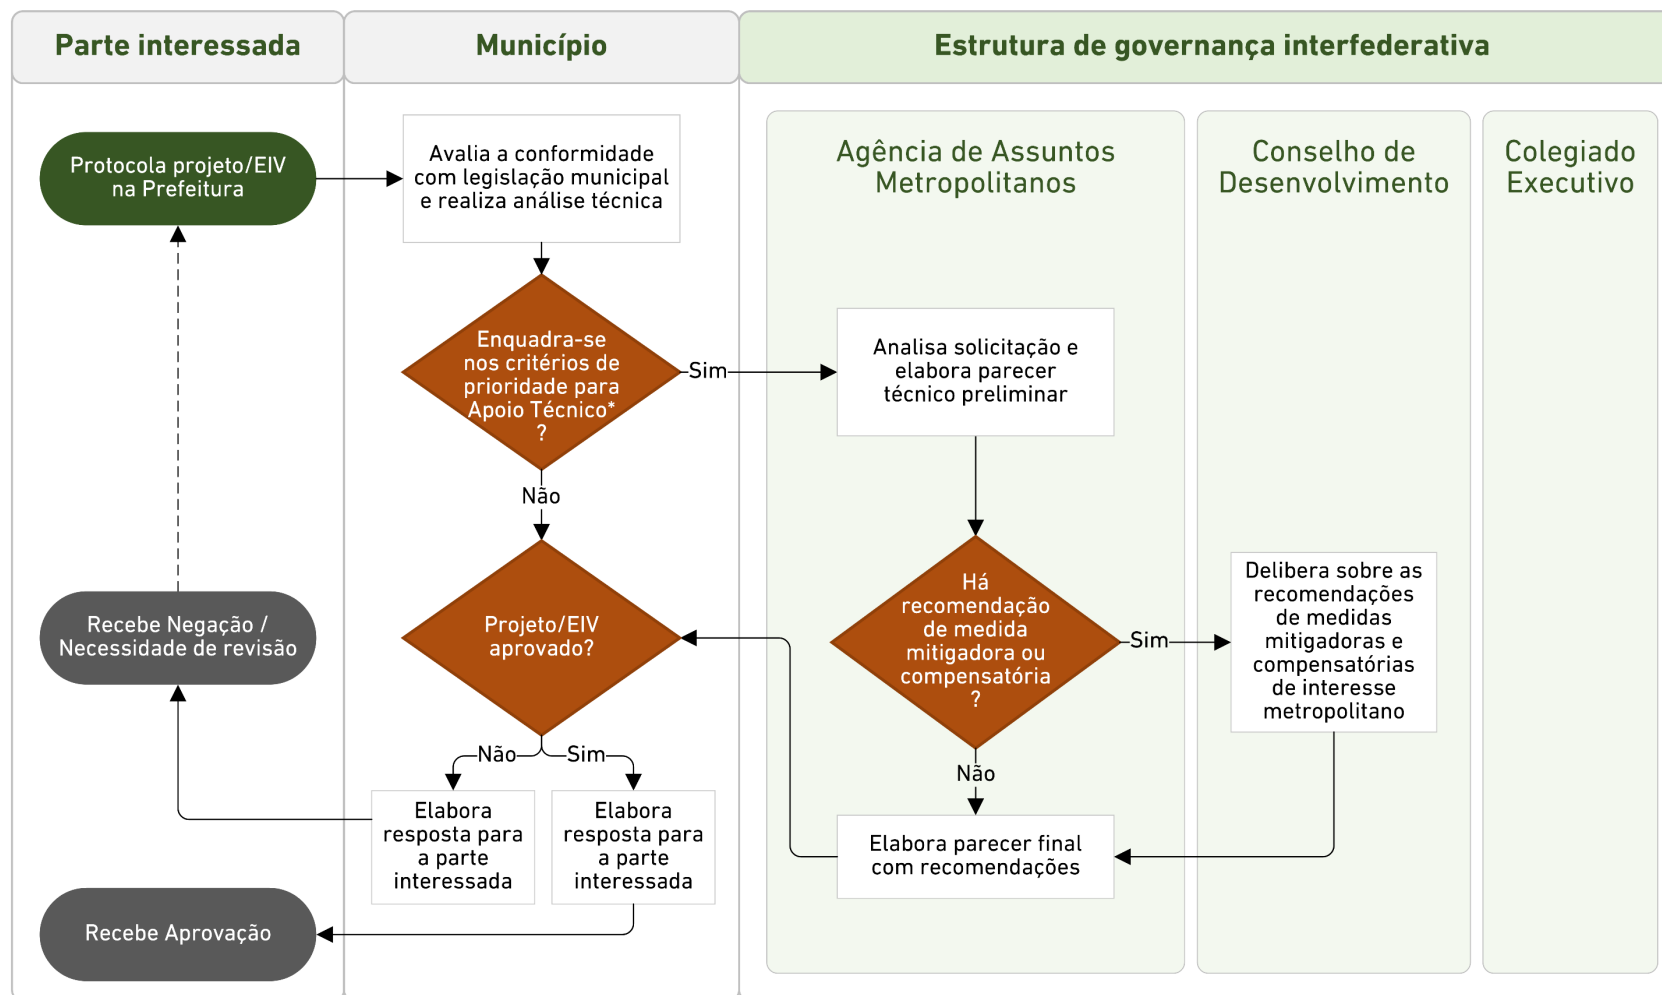 Parte interessada
Município
Estrutura de governança interfederativa
Protocola projeto/EIV
na Prefeitura
Avalia a conformidade
com legislação municipal
e realiza análise técnica
Agência de Assuntos
Metropolitanos
Conselho de
Desenvolvimento
Colegiado
Executivo
Enquadra-se
nos critérios de
prioridade para
Apoio Técnico*
?
Sim
Analisa solicitação e
elabora parecer
técnico preliminar
Não
Recebe Negação /
Necessidade de revisão
Projeto/EIV
aprovado?
Há
recomendação
de medida
mitigadora ou
compensatória
?
Sim
Delibera sobre as
recomendações
de medidas
mitigadoras e
compensatórias
de interesse
metropolitano
Não
Sim
Não
Elabora
resposta para
a parte
interessada
Elabora
resposta para
a parte
interessada
Elabora parecer final
com recomendações
Recebe Aprovação